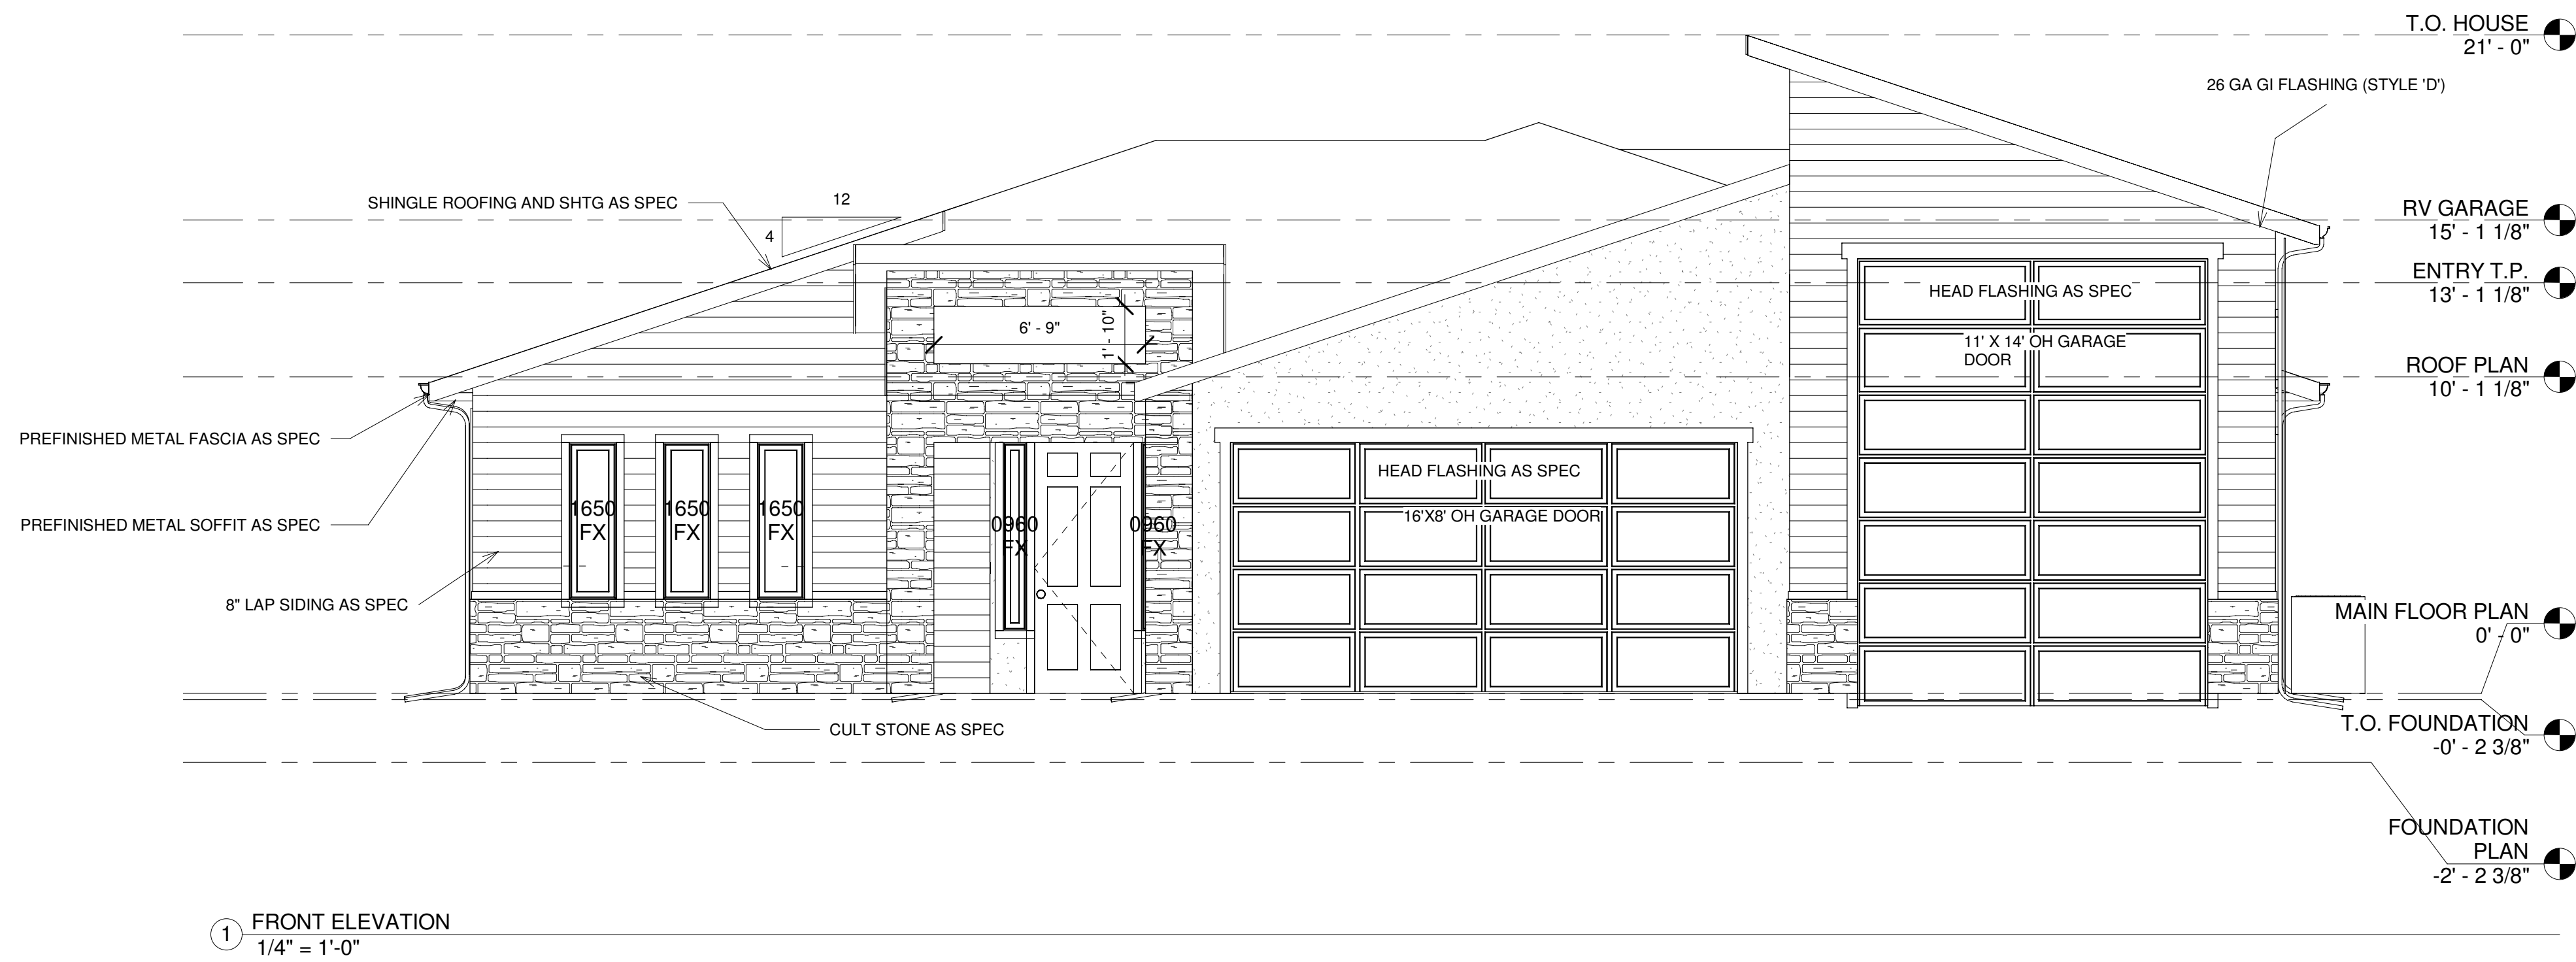 T.O. HOUSE
21' - 0"
26 GA GI FLASHING (STYLE 'D')
12
SHINGLE ROOFING AND SHTG AS SPEC
4
RV GARAGE
15' - 1 1/8"
ENTRY T.P.
13' - 1 1/8"
HEAD FLASHING AS SPEC
6' - 9"
1' - 10"
11' X 14' OH GARAGE
DOOR
ROOF PLAN
10' - 1 1/8"
PREFINISHED METAL FASCIA AS SPEC
HEAD FLASHING AS SPEC
1650
FX
1650
FX
1650
FX
0960
FX
0960
FX
16'X8' OH GARAGE DOOR
PREFINISHED METAL SOFFIT AS SPEC
8" LAP SIDING AS SPEC
MAIN FLOOR PLAN
0' - 0"
CULT STONE AS SPEC
T.O. FOUNDATION
-0' - 2 3/8"
FOUNDATION
PLAN
-2' - 2 3/8"
1
FRONT ELEVATION
1/4" = 1'-0"